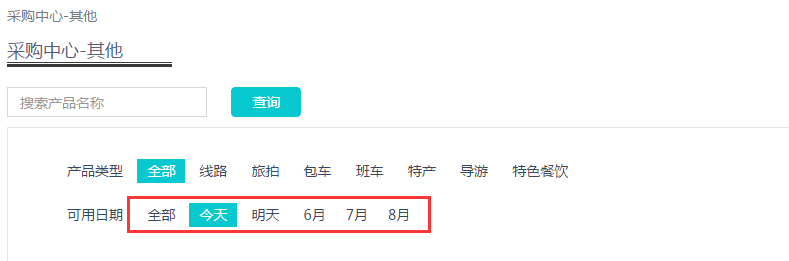 采购中心-其他
采购中心-其他
搜索产品名称 查询
产品类型 全部 线路 旅拍 包车 班车 特产 导游 特色餐饮
可用日期 全部 今天 明天 6月 7月 8月